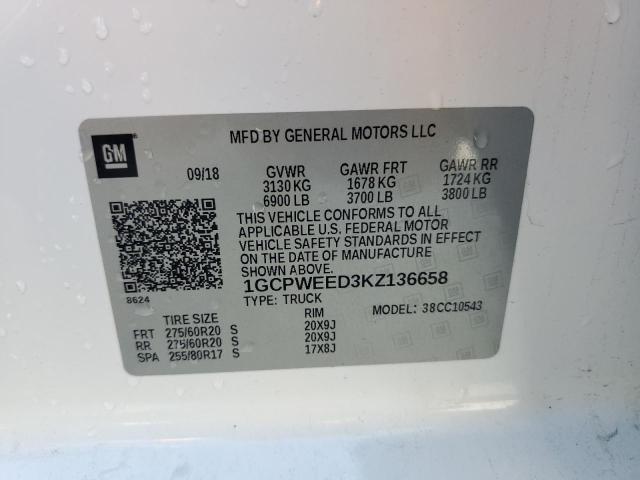 GM
MFD BY GENERAL MOTORS LLC
09/18 GVWR GAWR FRT GAWR RR
3130 KG 1678 KG 1724 KG
6900 LB 3700 LB 3800 LB
THIS VEHICLE CONFORMS TO ALL
APPLICABLE U.S. FEDERAL MOTOR
VEHICLE SAFETY STANDARDS IN EFFECT
ON THE DATE OF MANUFACTURE
SHOWN ABOVE.
8624
1GCPWEED3KZ136658
TYPE: TRUCK MODEL: 38CC10543
TIRE SIZE RIM
FRT 275/60R20 S 20X9J
RR 275/60R20 S 20X9J
SPA 255/80R17 S 17X8J